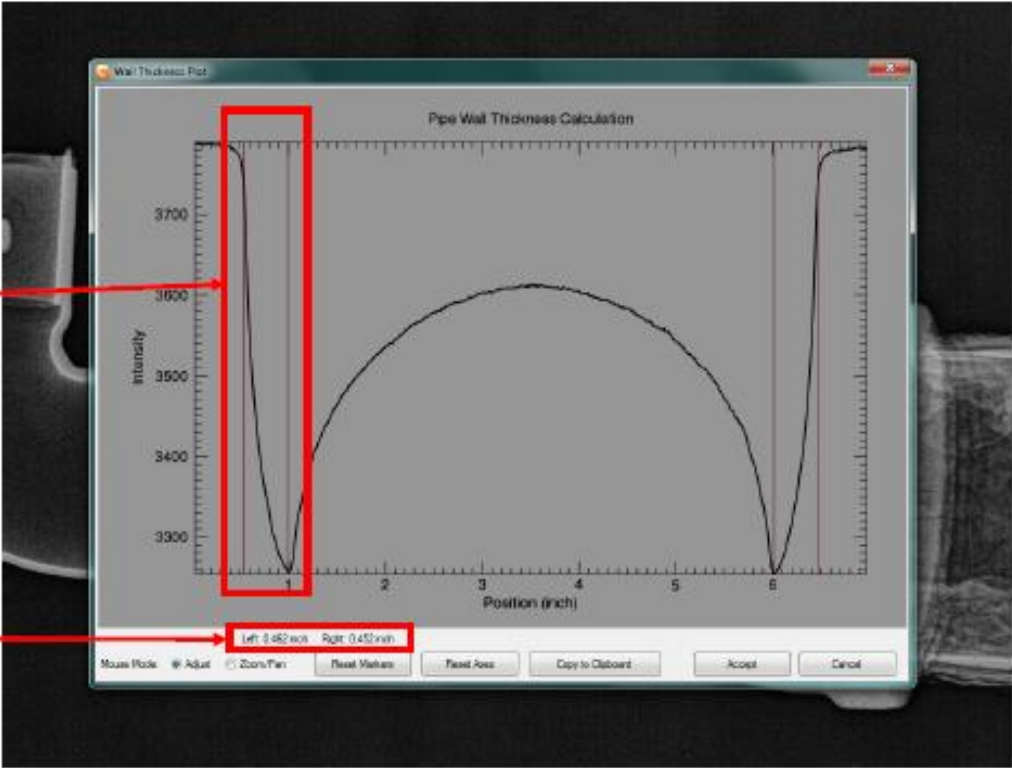 Wall Thickness Plot
Pipe Wall Thickness Calculation
3700
3600
3500
3400
3300
Intensity
1 2 3 4 5 6
Position (inch)
Left: 0.462 inch Right: 0.452 inch
Mouse Mode: Adjust Zoom/Pan Reset Markers Reset Axes Copy to Clipboard Accept Cancel